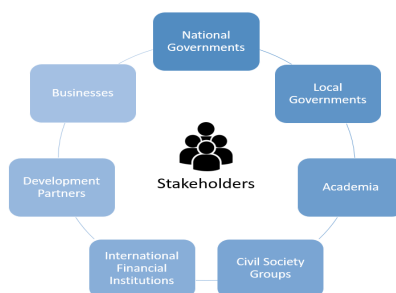 National
Governments
Local
Governments
Academia
Civil Society
Groups
International
Financial
Institutions
Development
Partners
Businesses
Stakeholders